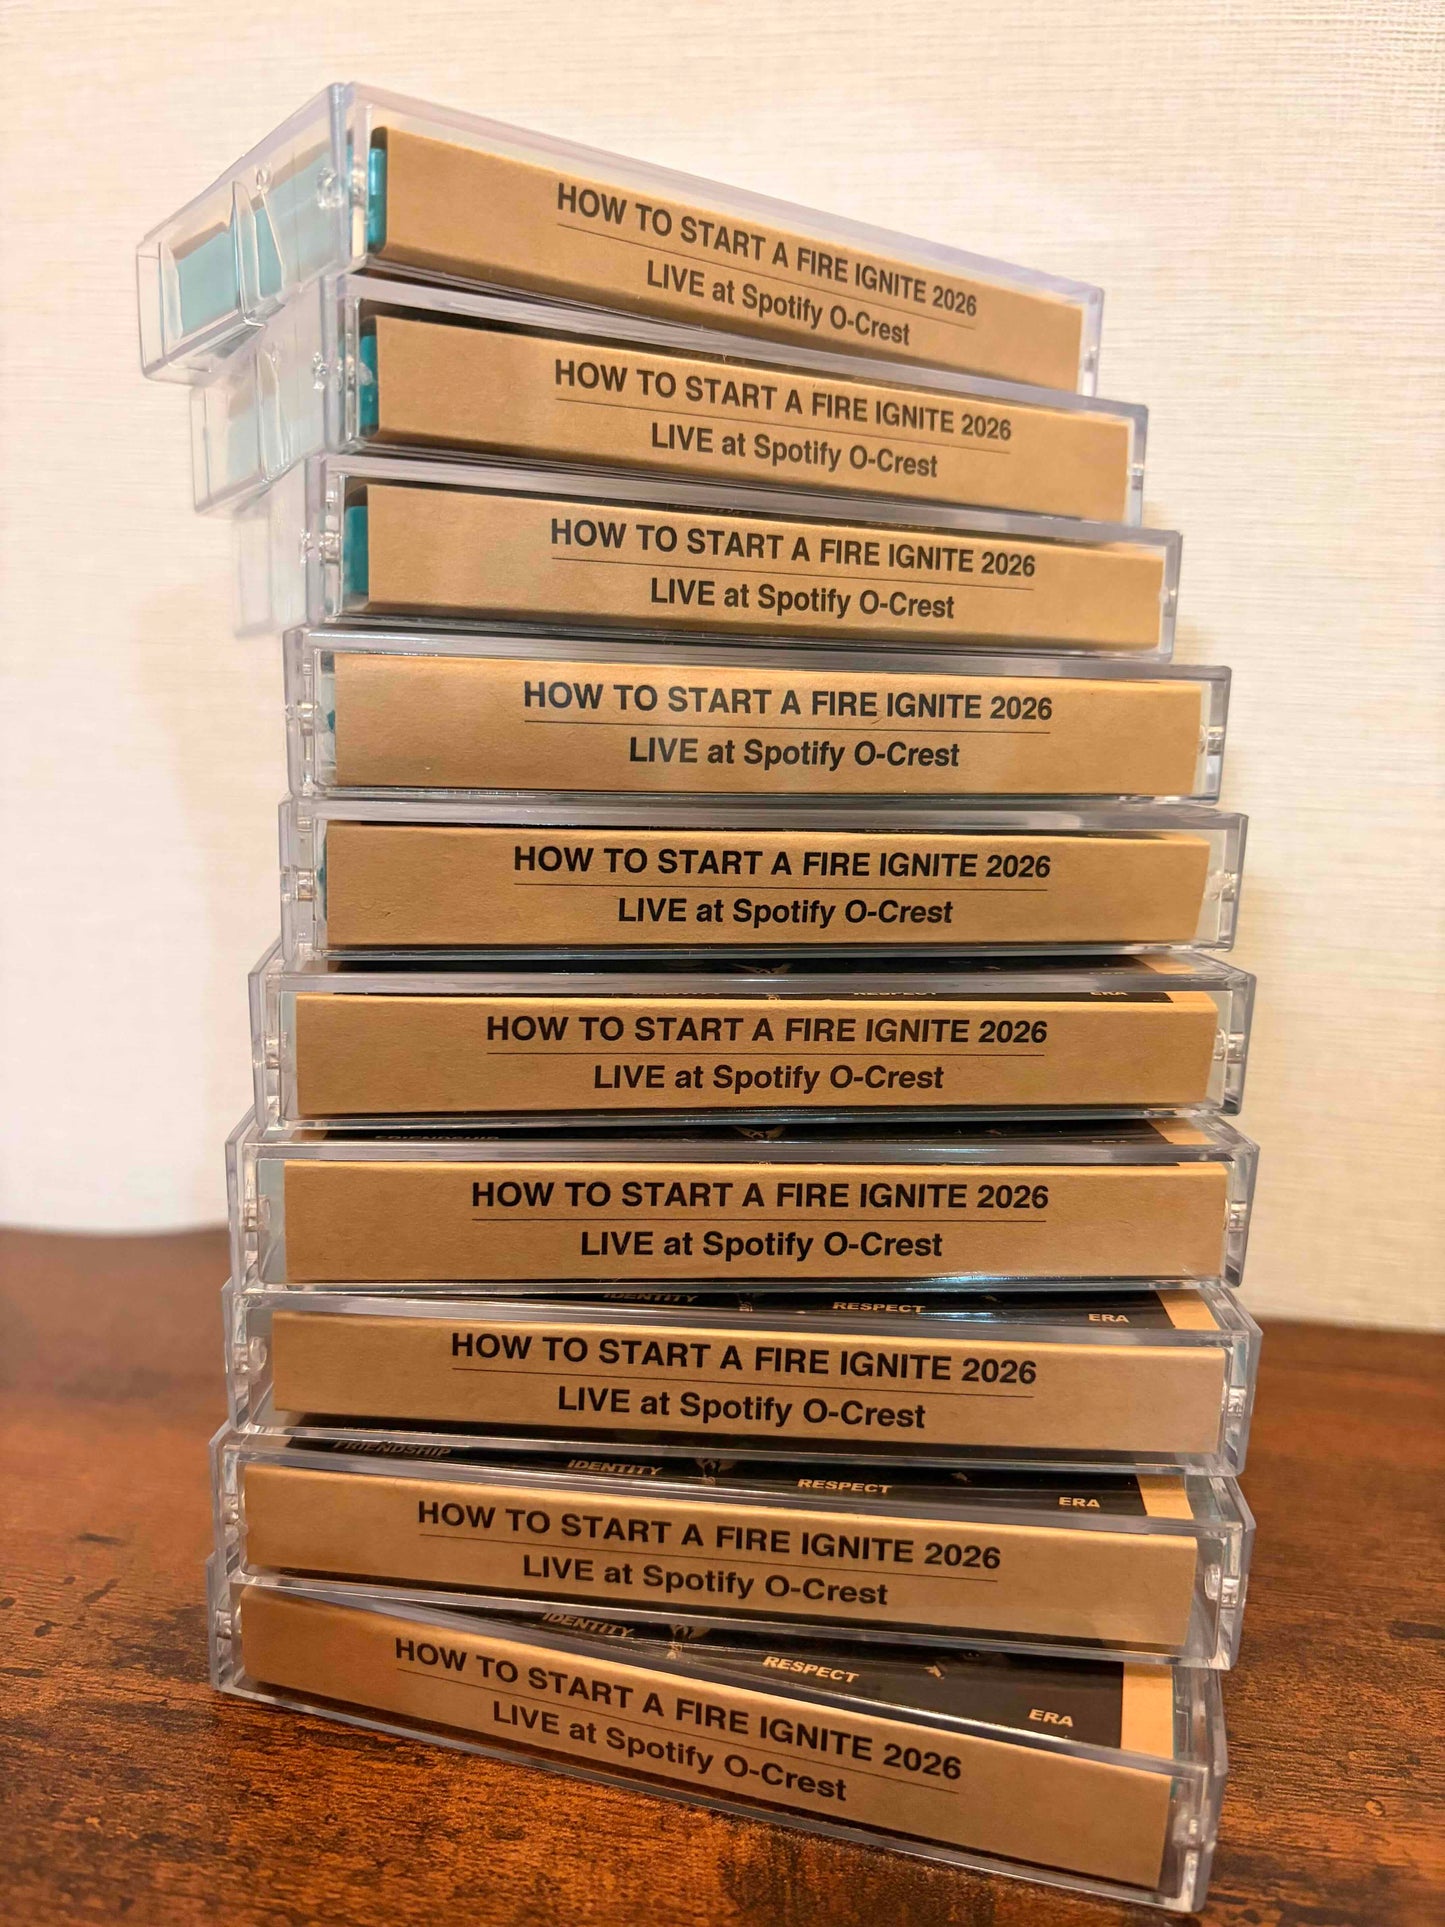 HOW TO START A FIRE IGNITE 2026
LIVE at Spotify O-Crest
HOW TO START A FIRE IGNITE 2026
LIVE at Spotify O-Crest
HOW TO START A FIRE IGNITE 2026
LIVE at Spotify O-Crest
HOW TO START A FIRE IGNITE 2026
LIVE at Spotify O-Crest
HOW TO START A FIRE IGNITE 2026
LIVE at Spotify O-Crest
RESPECT ERA
HOW TO START A FIRE IGNITE 2026
LIVE at Spotify O-Crest
FRIENDSHIP
HOW TO START A FIRE IGNITE 2026
LIVE at Spotify O-Crest
IDENTITY RESPECT ERA
HOW TO START A FIRE IGNITE 2026
LIVE at Spotify O-Crest
FRIENDSHIP IDENTITY RESPECT ERA
HOW TO START A FIRE IGNITE 2026
LIVE at Spotify O-Crest
IDENTITY RESPECT ERA
HOW TO START A FIRE IGNITE 2026
LIVE at Spotify O-Crest